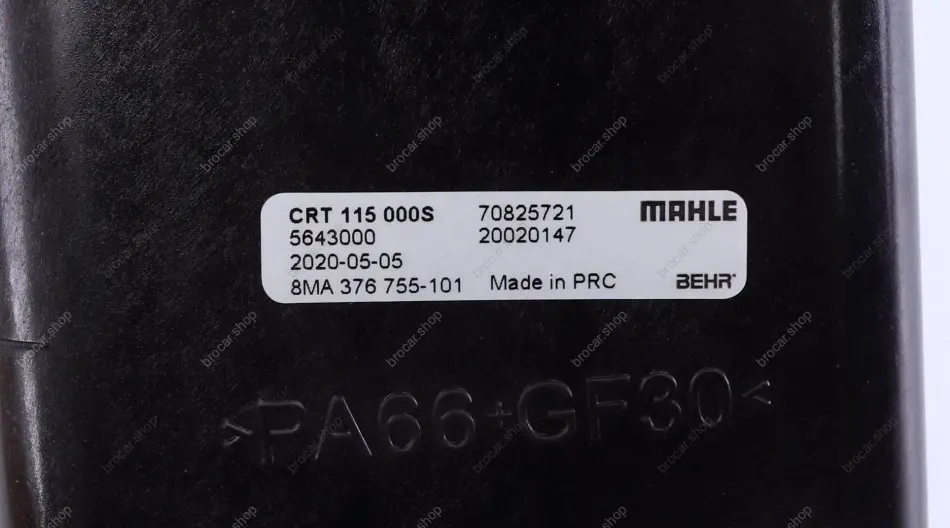 CRT 115 000S 70825721 MAHLE
5643000 20020147
2020-05-05
8MA 376 755-101 Made in PRC BEHR®
>PA66+GF30<
brocar.shop